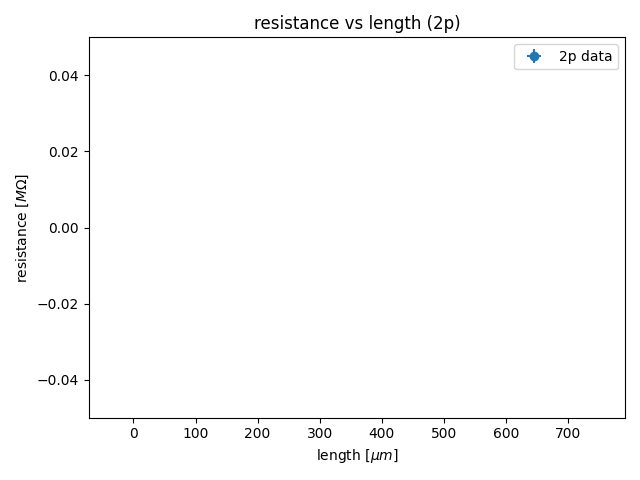 resistance vs length (2p)
2p data
0.04
0.02
0.00
−0.02
−0.04
resistance [MΩ]
0 100 200 300 400 500 600 700
length [μm]